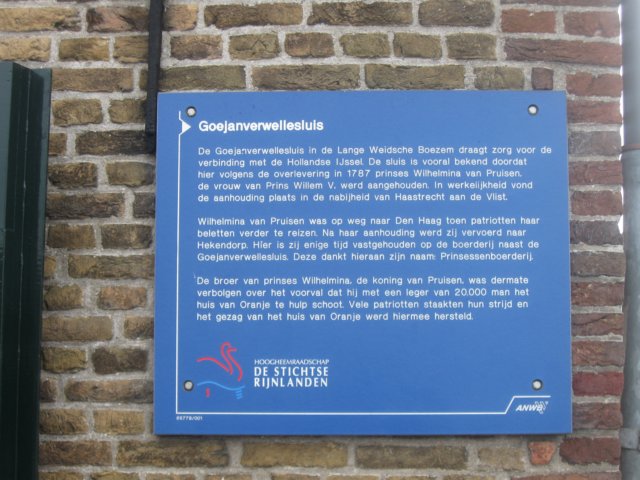 Goejanverwellesluis
De Goejanverwellesluis in de Lange Weidsche Boezem draagt zorg voor de
verbinding met de Hollandse IJssel. De sluis is vooral bekend doordat
hier volgens de overlevering in 1787 prinses Wilhelmina van Pruisen,
de vrouw van Prins Willem V, werd aangehouden. In werkelijkheid vond
de aanhouding plaats in de nabijheid van Haastrecht aan de Vlist.
Wilhelmina van Pruisen was op weg naar Den Haag toen patriotten haar
beletten verder te reizen. Na haar aanhouding werd zij vervoerd naar
Hekendorp. Hier is zij enige tijd vastgehouden op de boerderij naast de
Goejanverwellesluis. Deze dankt hieraan zijn naam: Prinsessenboerderij.
De broer van prinses Wilhelmina, de koning van Pruisen, was dermate
verbolgen over het voorval dat hij met een leger van 20.000 man het
huis van Oranje te hulp schoot. Vele patriotten staakten hun strijd en
het gezag van het huis van Oranje werd hiermee hersteld.
HOOGHEEMRAADSCHAP
DE STICHTSE
RIJNLANDEN
ANWB